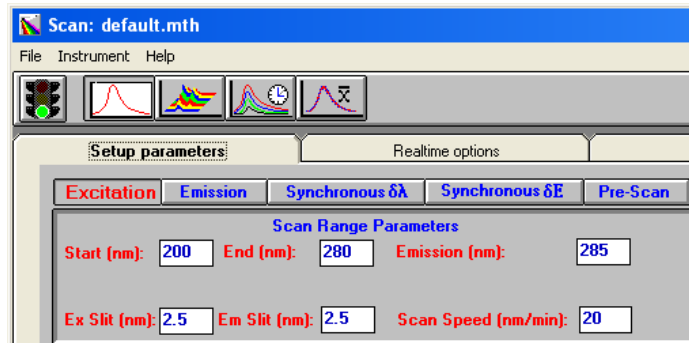 Scan: default.mth
File Instrument Help
Setup parameters Realtime options
Excitation Emission Synchronous δλ Synchronous δE Pre-Scan
Scan Range Parameters
Start (nm): 200 End (nm): 280 Emission (nm): 285
Ex Slit (nm): 2.5 Em Slit (nm): 2.5 Scan Speed (nm/min): 20